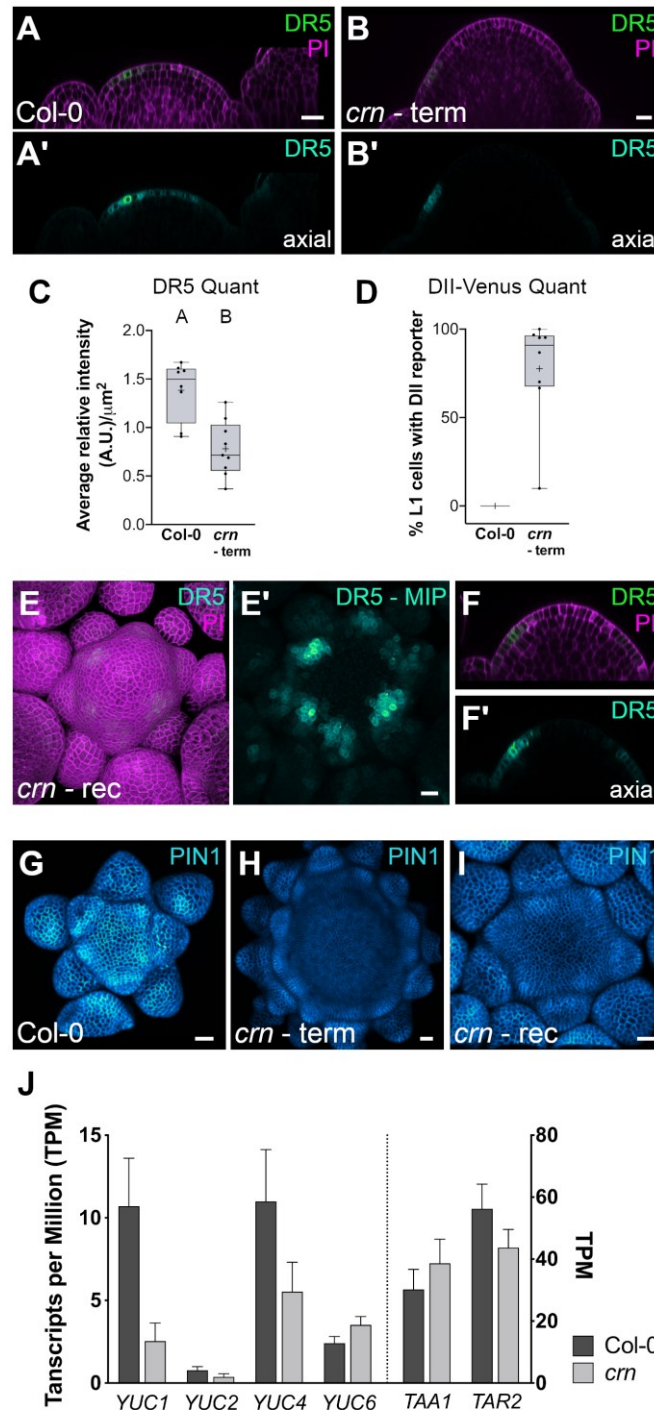 A DR5 PI Col-0
B DR5 PI crn - term
A' DR5 axial
B' DR5 axial
C DR5 Quant
A B
Average relative intensity (A.U.)/μm²
2.0
1.5
1.0
0.5
0.0
Col-0 crn - term
D DII-Venus Quant
% L1 cells with DII reporter
100
50
0
Col-0 crn - term
E DR5 PI crn - rec
E' DR5 - MIP
F DR5 PI
F' DR5 axial
G PIN1 Col-0
H PIN1 crn - term
I PIN1 crn - rec
J
Tanscripts per Million (TPM)
15
10
5
0
80
60
40
20
0
TPM
YUC1 YUC2 YUC4 YUC6 TAA1 TAR2
Col-0
crn